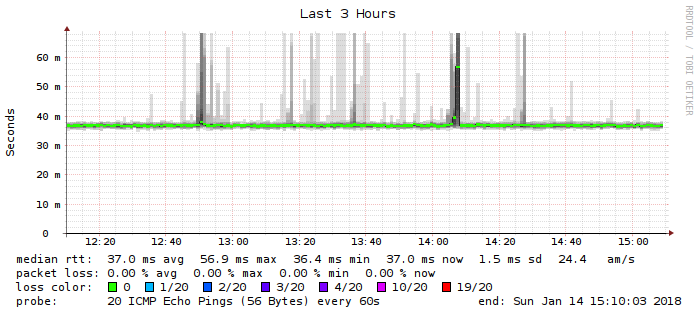 Last 3 Hours
RRDTOOL / TOBI OETIKER
Seconds
60 m
50 m
40 m
30 m
20 m
10 m
0
12:20 12:40 13:00 13:20 13:40 14:00 14:20 14:40 15:00
median rtt: 37.0 ms avg 56.9 ms max 36.4 ms min 37.0 ms now 1.5 ms sd 24.4 am/s
packet loss: 0.00 % avg 0.00 % max 0.00 % min 0.00 % now
loss color: 0 1/20 2/20 3/20 4/20 10/20 19/20
probe: 20 ICMP Echo Pings (56 Bytes) every 60s end: Sun Jan 14 15:10:03 2018